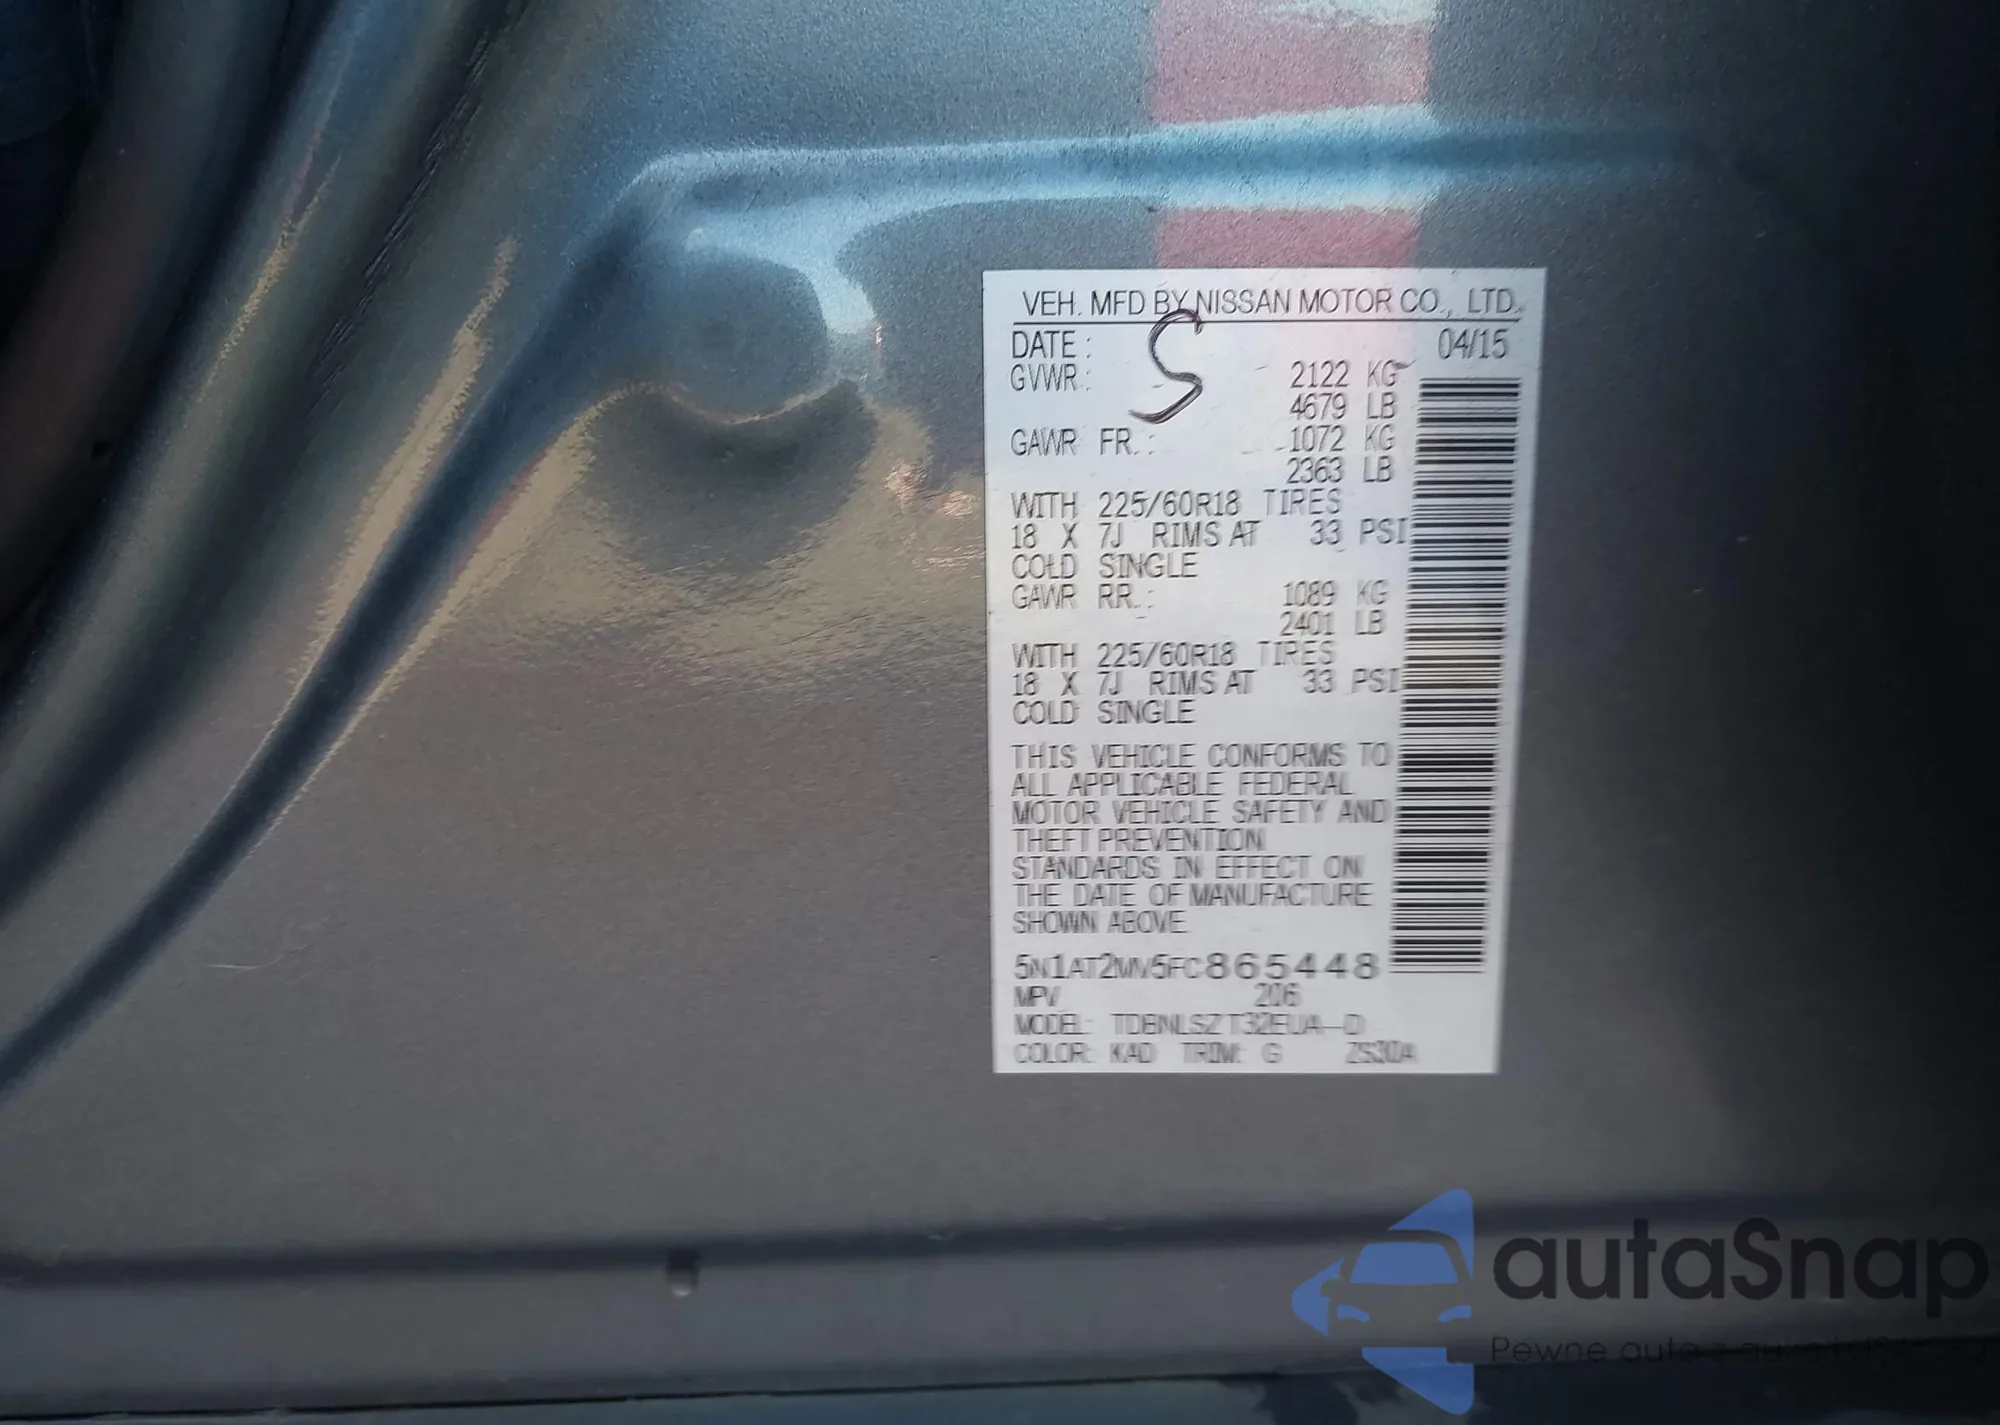 VEH. MFD BY NISSAN MOTOR CO., LTD.
DATE: 04/15
GVWR: 2122 KG
4679 LB
S
GAWR FR.: 1072 KG
2363 LB
WITH 225/60R18 TIRES
18 X 7J RIMS AT 33 PSI
COLD SINGLE
GAWR RR.: 1089 KG
2401 LB
WITH 225/60R18 TIRES
18 X 7J RIMS AT 33 PSI
COLD SINGLE
THIS VEHICLE CONFORMS TO
ALL APPLICABLE FEDERAL
MOTOR VEHICLE SAFETY AND
THEFT PREVENTION
STANDARDS IN EFFECT ON
THE DATE OF MANUFACTURE
SHOWN ABOVE.
5N1AT2MV5FC865448
MPV 206
MODEL: TDBNLSZ T32EUA-D
COLOR: KAD TRIM: G ZS30A
autaSnap
Pewne auta z